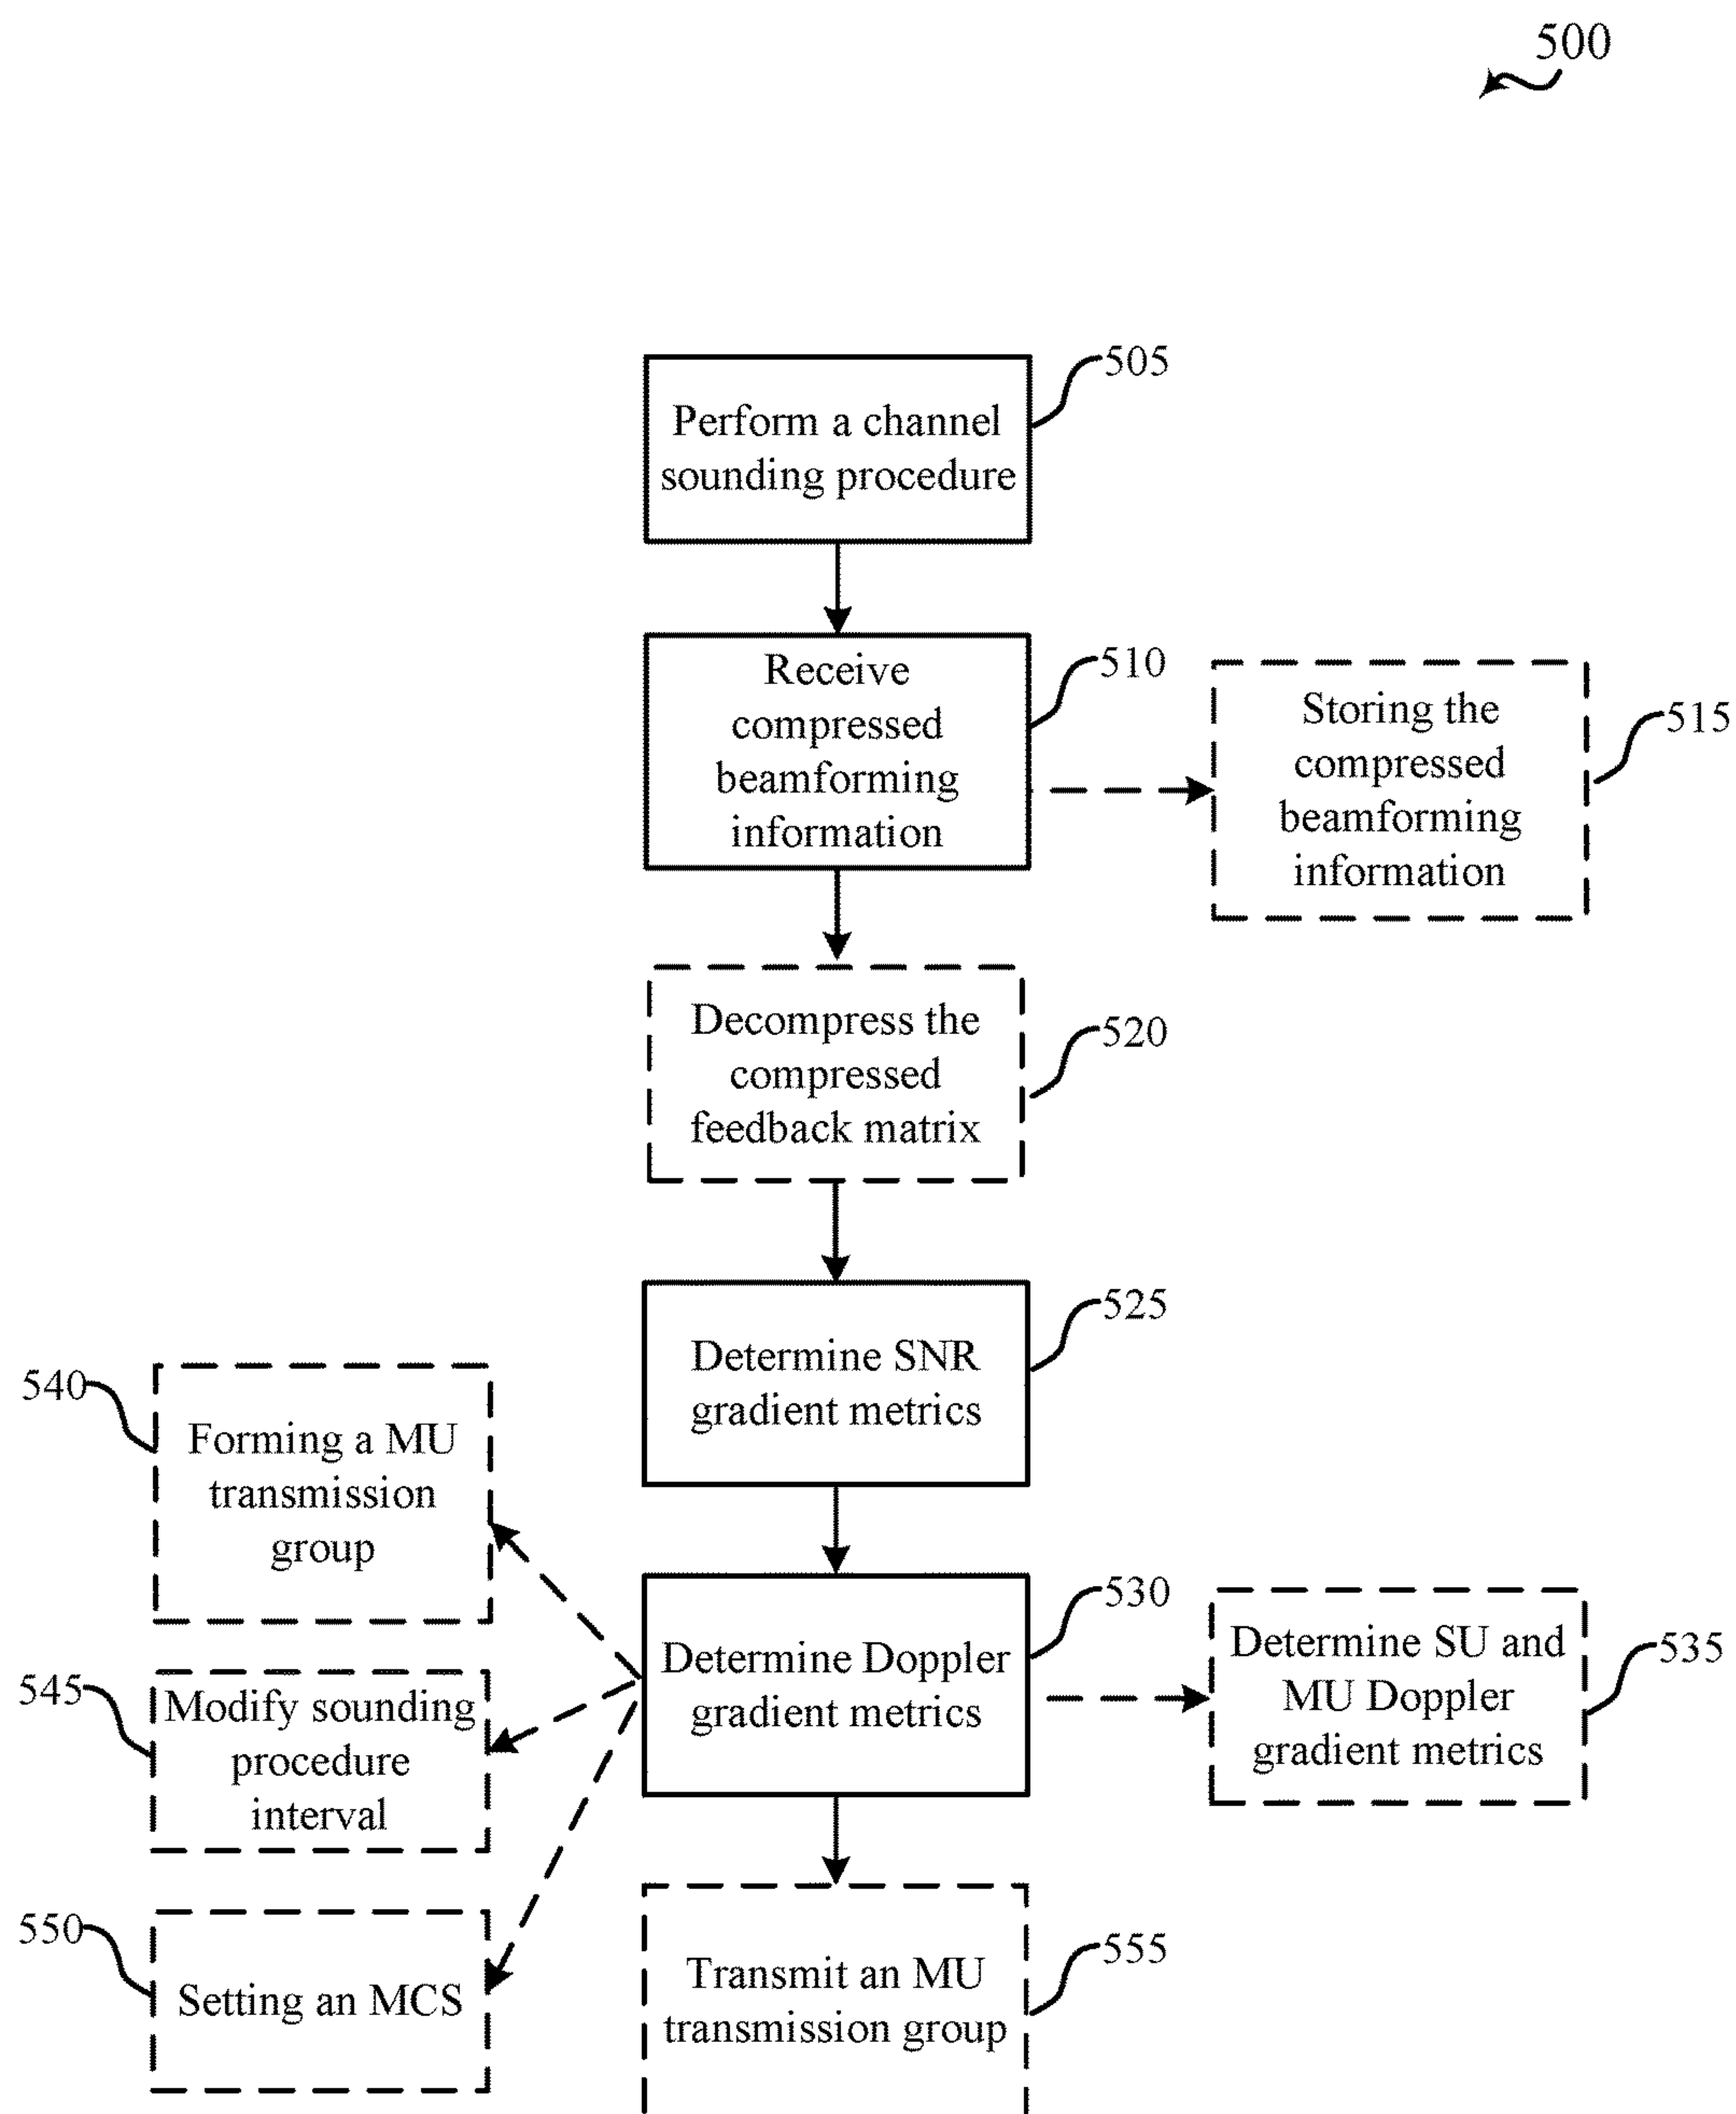 500
505
Perform a channel
sounding procedure
510
Receive
compressed
beamforming
information
515
Storing the
compressed
beamforming
information
520
Decompress the
compressed
feedback matrix
525
Determine SNR
gradient metrics
530
Determine Doppler
gradient metrics
535
Determine SU and
MU Doppler
gradient metrics
540
Forming a MU
transmission
group
545
Modify sounding
procedure
interval
550
Setting an MCS
555
Transmit an MU
transmission group